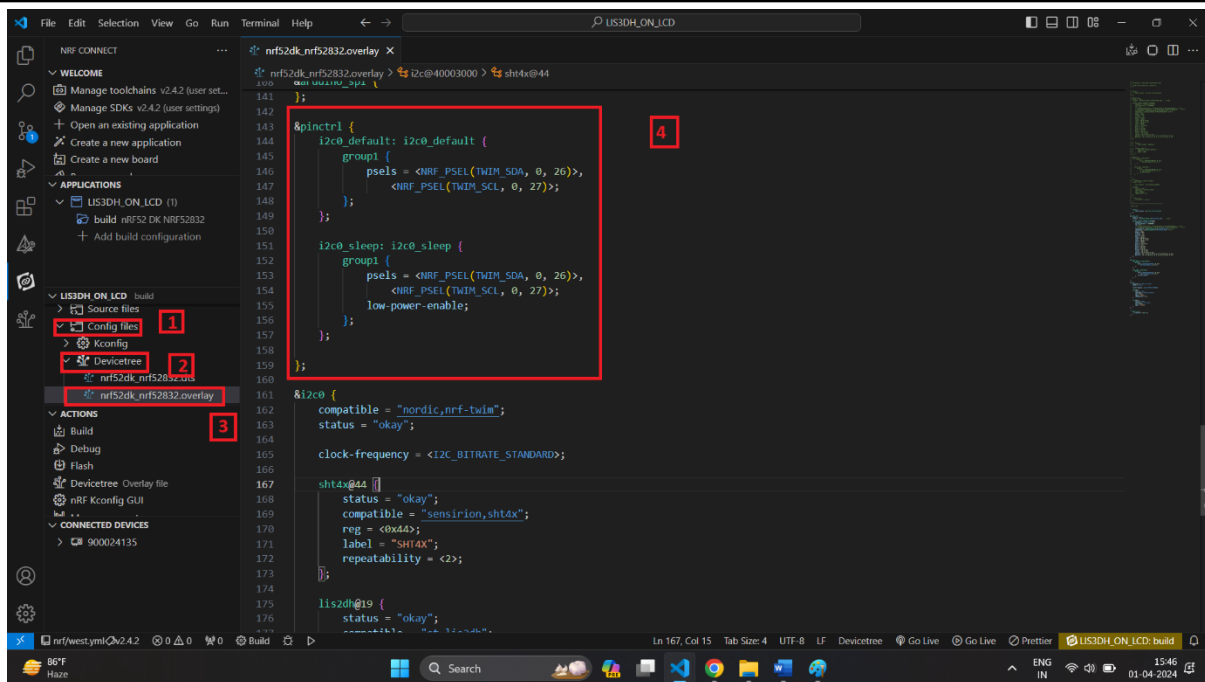 File Edit Selection View Go Run Terminal Help
LIS3DH_ON_LCD
NRF CONNECT
WELCOME
Manage toolchains v2.4.2 (user set...
Manage SDKs v2.4.2 (user settings)
Open an existing application
Create a new application
Create a new board
APPLICATIONS
LIS3DH_ON_LCD (1)
build nRF52 DK NRF52832
Add build configuration
LIS3DH_ON_LCD build
Source files
Config files
1
Kconfig
Devicetree
2
nrf52dk_nrf52832.dts
nrf52dk_nrf52832.overlay
3
ACTIONS
Build
Debug
Flash
Devicetree Overlay file
nRF Kconfig GUI
CONNECTED DEVICES
900024135
nrf52dk_nrf52832.overlay
nrf52dk_nrf52832.overlay > i2c@40003000 > sht4x@44
108 &arduino_spi {
141 };
142
143 &pinctrl {
4
144 i2c0_default: i2c0_default {
145 group1 {
146 psels = <NRF_PSEL(TWIM_SDA, 0, 26)>,
147 <NRF_PSEL(TWIM_SCL, 0, 27)>;
148 };
149 };
150
151 i2c0_sleep: i2c0_sleep {
152 group1 {
153 psels = <NRF_PSEL(TWIM_SDA, 0, 26)>,
154 <NRF_PSEL(TWIM_SCL, 0, 27)>;
155 low-power-enable;
156 };
157 };
158
159 };
160
161 &i2c0 {
162 compatible = "nordic,nrf-twim";
163 status = "okay";
164
165 clock-frequency = <I2C_BITRATE_STANDARD>;
166
167 sht4x@44 {
168 status = "okay";
169 compatible = "sensirion,sht4x";
170 reg = <0x44>;
171 label = "SHT4X";
172 repeatability = <2>;
173 };
174
175 lis2dh@19 {
176 status = "okay";
nrf/west.yml v2.4.2 0 0 0 Build
Ln 167, Col 15 Tab Size: 4 UTF-8 LF Devicetree Go Live Go Live Prettier LIS3DH_ON_LCD: build
86°F
Haze
Search
ENG
IN
15:46
01-04-2024